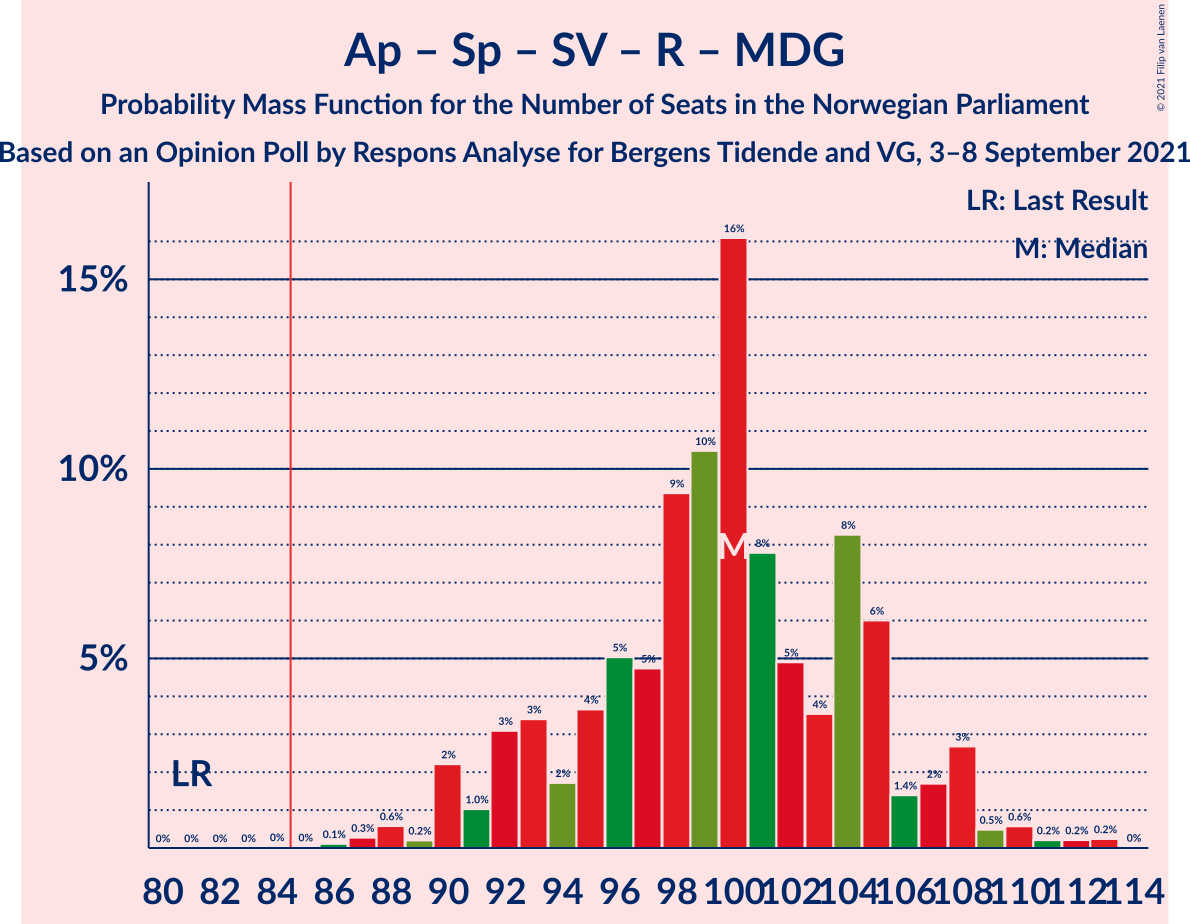 Ap – Sp – SV – R – MDG
© 2021 Filip van Laenen
Probability Mass Function for the Number of Seats in the Norwegian Parliament
Based on an Opinion Poll by Respons Analyse for Bergens Tidende and VG, 3–8 September 2021
LR: Last Result
M: Median
15%
10%
5%
LR
M
0% 0% 0% 0% 0% 0% 0.1% 0.3% 0.6% 0.2% 2% 1.0% 3% 3% 2% 4% 5% 5% 9% 10% 16% 8% 5% 4% 8% 6% 1.4% 2% 3% 0.5% 0.6% 0.2% 0.2% 0.2% 0%
80 82 84 86 88 90 92 94 96 98 100 102 104 106 108 110 112 114